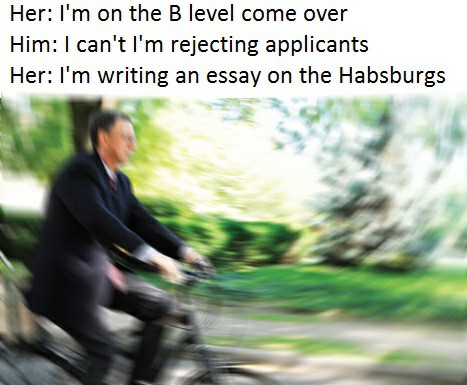 Her: I'm on the B level come over
Him: I can't I'm rejecting applicants
Her: I'm writing an essay on the Habsburgs